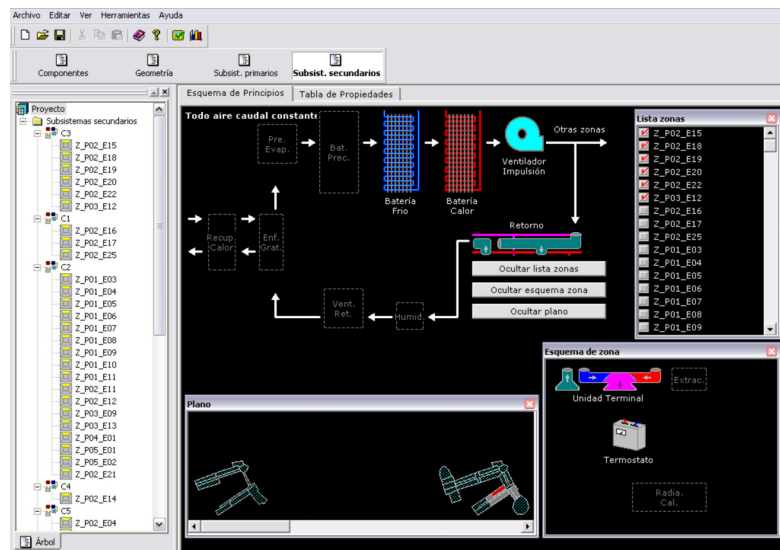 Archivo Editar Ver Herramientas Ayuda
Componentes Geometría Subsist. primarios Subsist. secundarios
Proyecto
Subsistemas secundarios
C3
Z_P02_E15
Z_P02_E18
Z_P02_E19
Z_P02_E20
Z_P02_E22
Z_P03_E12
C1
Z_P02_E16
Z_P02_E17
Z_P02_E25
C2
Z_P01_E03
Z_P01_E04
Z_P01_E05
Z_P01_E06
Z_P01_E07
Z_P01_E08
Z_P01_E09
Z_P01_E10
Z_P01_E11
Z_P02_E11
Z_P02_E12
Z_P03_E09
Z_P03_E13
Z_P04_E01
Z_P05_E01
Z_P05_E02
Z_P02_E21
C4
Z_P02_E14
C5
Z_P02_E04
Árbol
Esquema de Principios Tabla de Propiedades
Todo aire caudal constante
Pre.
Evap.
Bat.
Prec.
Batería
Frio
Batería
Calor
Ventilador
Impulsión
Otras zonas
Recup.
Calor
Enf.
Grat.
Retorno
Ocultar lista zonas
Ocultar esquema zona
Ocultar plano
Vent.
Ret.
Humid.
Lista zonas
Z_P02_E15
Z_P02_E18
Z_P02_E19
Z_P02_E20
Z_P02_E22
Z_P03_E12
Z_P02_E16
Z_P02_E17
Z_P02_E25
Z_P01_E03
Z_P01_E04
Z_P01_E05
Z_P01_E06
Z_P01_E07
Z_P01_E08
Z_P01_E09
Plano
Esquema de zona
Unidad Terminal
Extrac.
Termostato
Radia.
Cal.